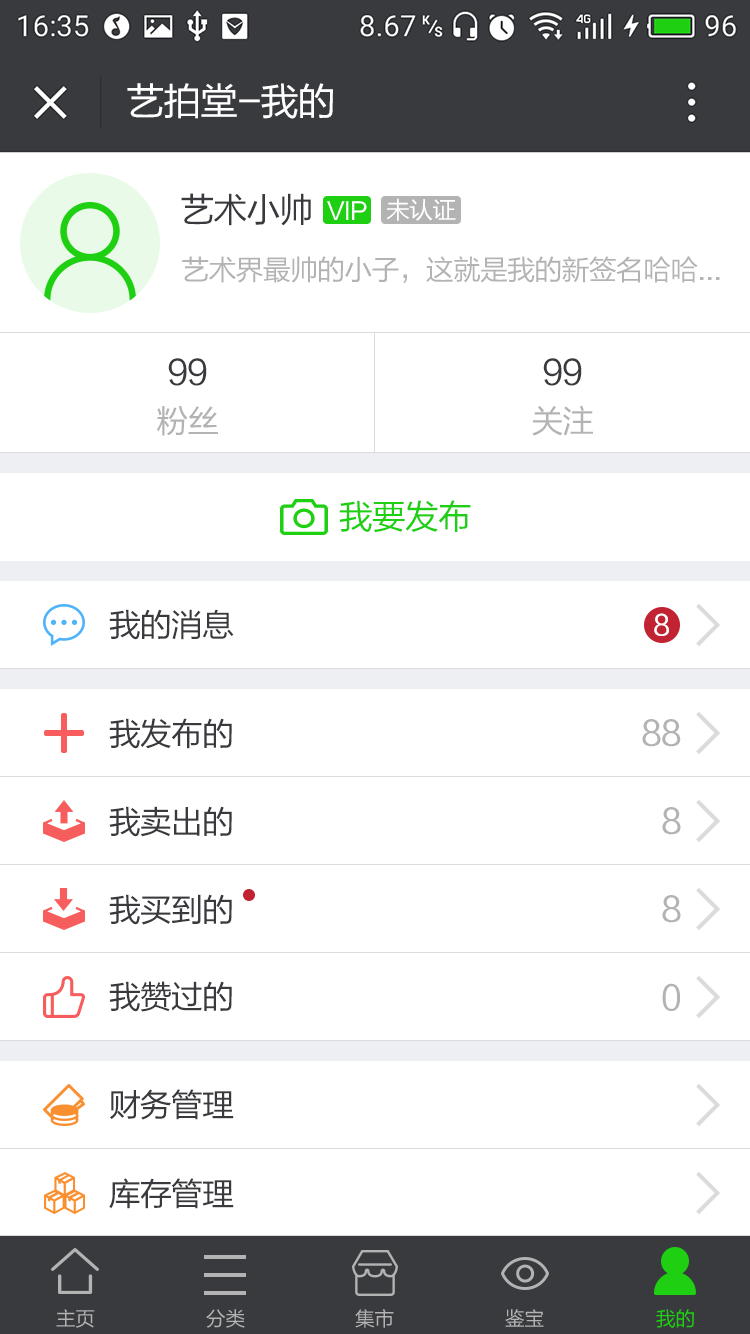 16:35 8.67 K/s 4G 96
艺拍堂–我的
艺术小帅 VIP 未认证
艺术界最帅的小子，这就是我的新签名哈哈...
99 99
粉丝 关注
我要发布
我的消息 8
我发布的 88
我卖出的 8
我买到的 8
我赞过的 0
财务管理
库存管理
主页 分类 集市 鉴宝 我的